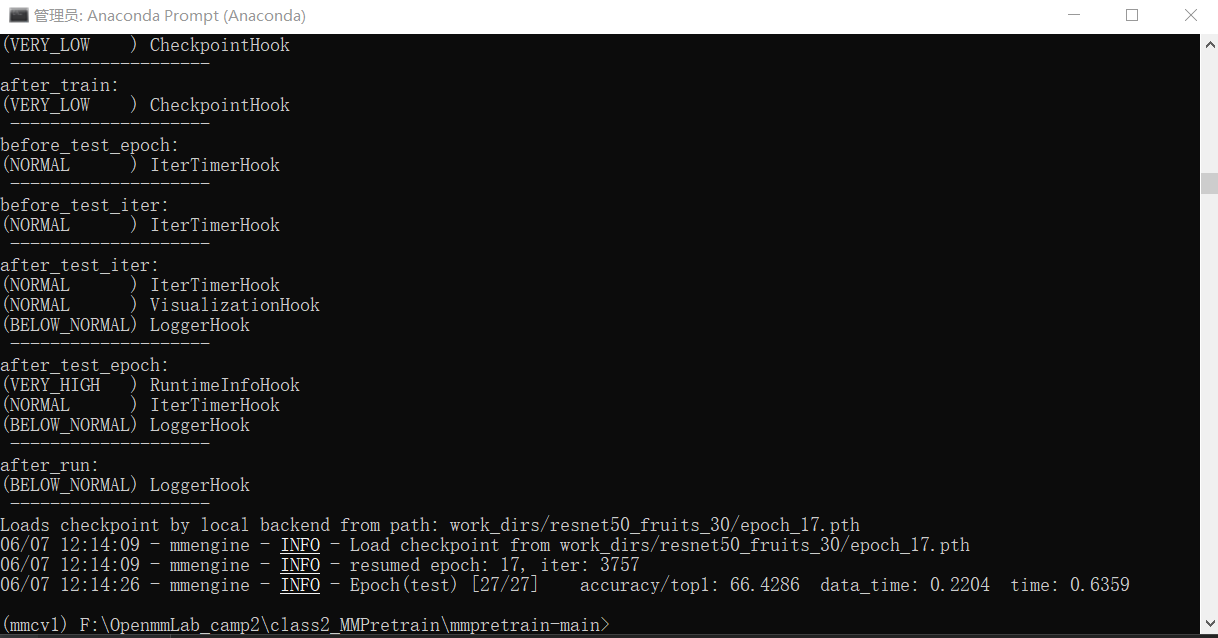 管理员: Anaconda Prompt (Anaconda)
(VERY_LOW    ) CheckpointHook
 --------------------
after_train:
(VERY_LOW    ) CheckpointHook
 --------------------
before_test_epoch:
(NORMAL      ) IterTimerHook
 --------------------
before_test_iter:
(NORMAL      ) IterTimerHook
 --------------------
after_test_iter:
(NORMAL      ) IterTimerHook
(NORMAL      ) VisualizationHook
(BELOW_NORMAL) LoggerHook
 --------------------
after_test_epoch:
(VERY_HIGH   ) RuntimeInfoHook
(NORMAL      ) IterTimerHook
(BELOW_NORMAL) LoggerHook
 --------------------
after_run:
(BELOW_NORMAL) LoggerHook
 --------------------
Loads checkpoint by local backend from path: work_dirs/resnet50_fruits_30/epoch_17.pth
06/07 12:14:09 - mmengine - INFO - Load checkpoint from work_dirs/resnet50_fruits_30/epoch_17.pth
06/07 12:14:09 - mmengine - INFO - resumed epoch: 17, iter: 3757
06/07 12:14:26 - mmengine - INFO - Epoch(test) [27/27]    accuracy/top1: 66.4286  data_time: 0.2204  time: 0.6359
(mmcv1) F:\OpenmmLab_camp2\class2_MMPretrain\mmpretrain-main>